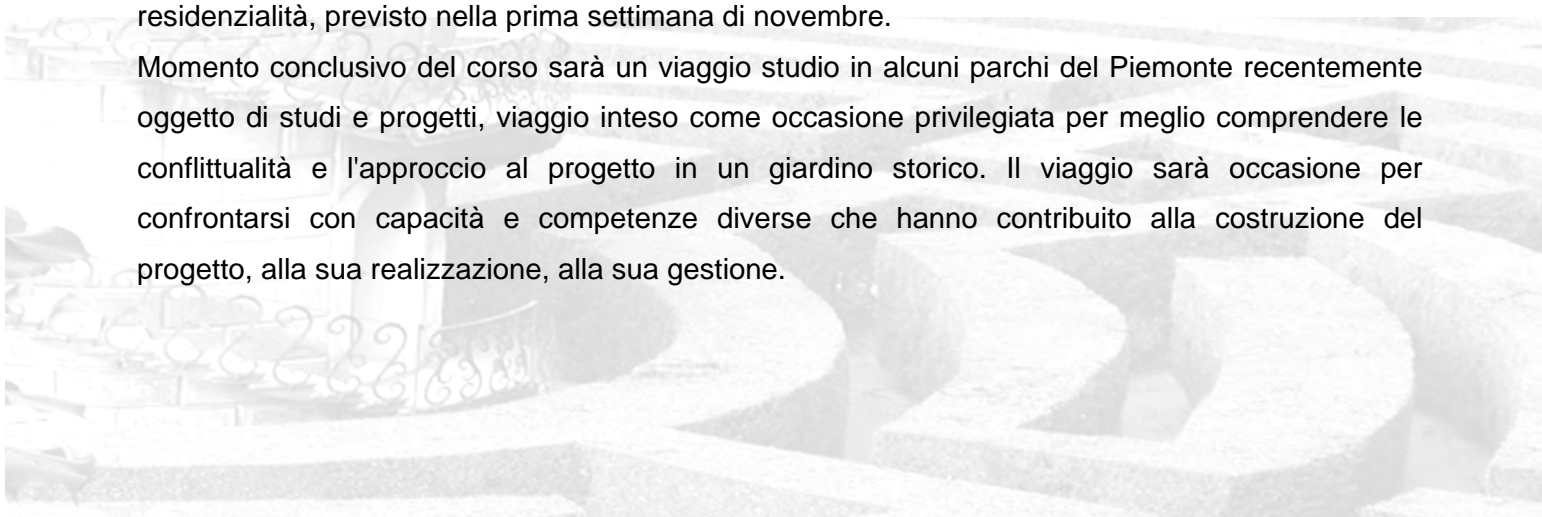 residenzialità, previsto nella prima settimana di novembre.
Momento conclusivo del corso sarà un viaggio studio in alcuni parchi del Piemonte recentemente
oggetto di studi e progetti, viaggio inteso come occasione privilegiata per meglio comprendere le
conflittualità e l'approccio al progetto in un giardino storico. Il viaggio sarà occasione per
confrontarsi con capacità e competenze diverse che hanno contribuito alla costruzione del
progetto, alla sua realizzazione, alla sua gestione.